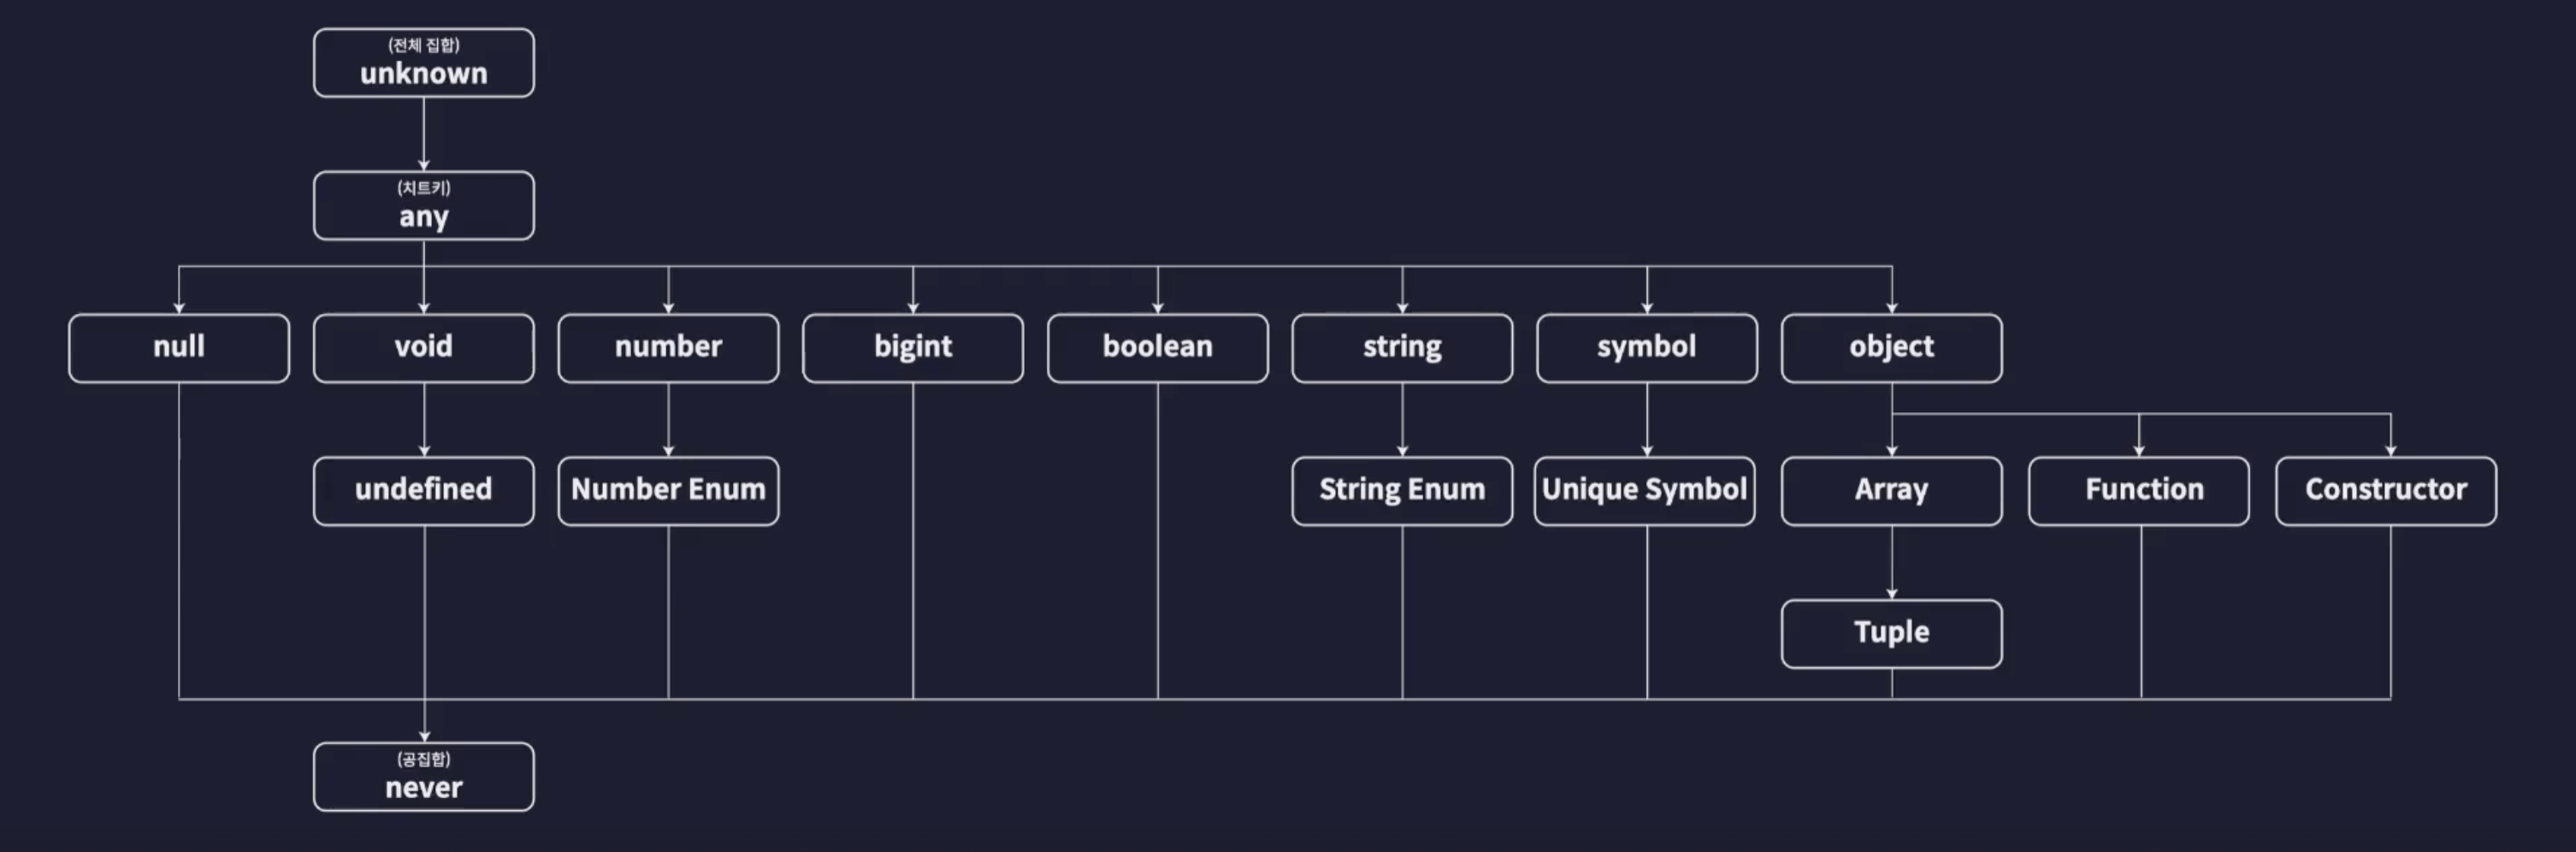 (전체 집합)
unknown
(치트키)
any
null
void
number
bigint
boolean
string
symbol
object
undefined
Number Enum
String Enum
Unique Symbol
Array
Function
Constructor
Tuple
(공집합)
never